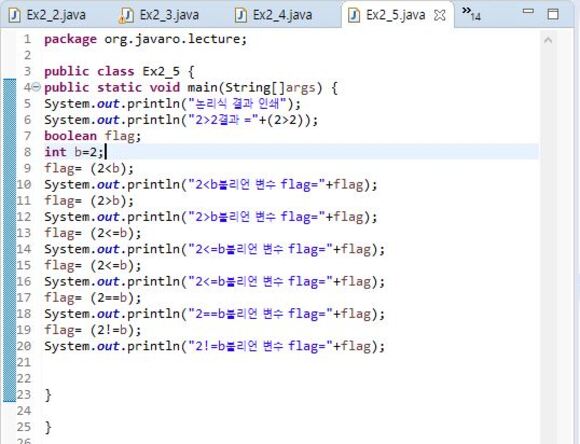 Ex2_2.java
Ex2_3.java
Ex2_4.java
Ex2_5.java
»14
1 package org.javaro.lecture;
2
3 public class Ex2_5 {
4 public static void main(String[]args) {
5 System.out.println("논리식 결과 인쇄");
6 System.out.println("2>2결과 ="+(2>2));
7 boolean flag;
8 int b=2;
9 flag= (2<b);
10 System.out.println("2<b불리언 변수 flag="+flag);
11 flag= (2>b);
12 System.out.println("2>b불리언 변수 flag="+flag);
13 flag= (2<=b);
14 System.out.println("2<=b불리언 변수 flag="+flag);
15 flag= (2<=b);
16 System.out.println("2<=b불리언 변수 flag="+flag);
17 flag= (2==b);
18 System.out.println("2==b불리언 변수 flag="+flag);
19 flag= (2!=b);
20 System.out.println("2!=b불리언 변수 flag="+flag);
21
22
23 }
24
25 }
26